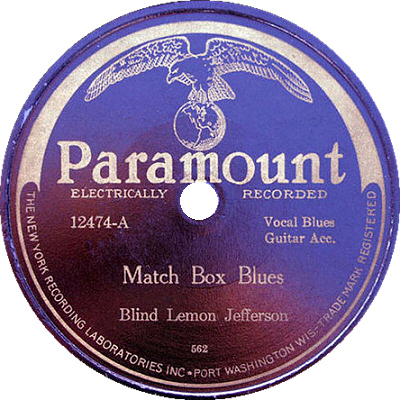 Paramount
ELECTRICALLY RECORDED
12474-A
Vocal Blues
Guitar Acc.
Match Box Blues
Blind Lemon Jefferson
562
THE NEW YORK RECORDING LABORATORIES INC • PORT WASHINGTON WIS. - TRADE MARK REGISTERED